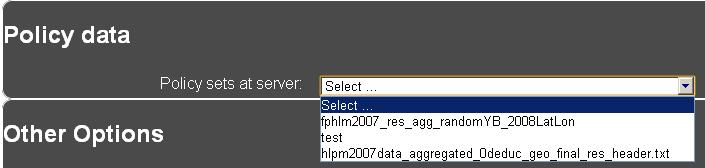 Policy data
Policy sets at server: Select ...
Select ...
fphlm2007_res_agg_randomYB_2008LatLon
test
hlpm2007data_aggregated_0deduc_geo_final_res_header.txt
Other Options